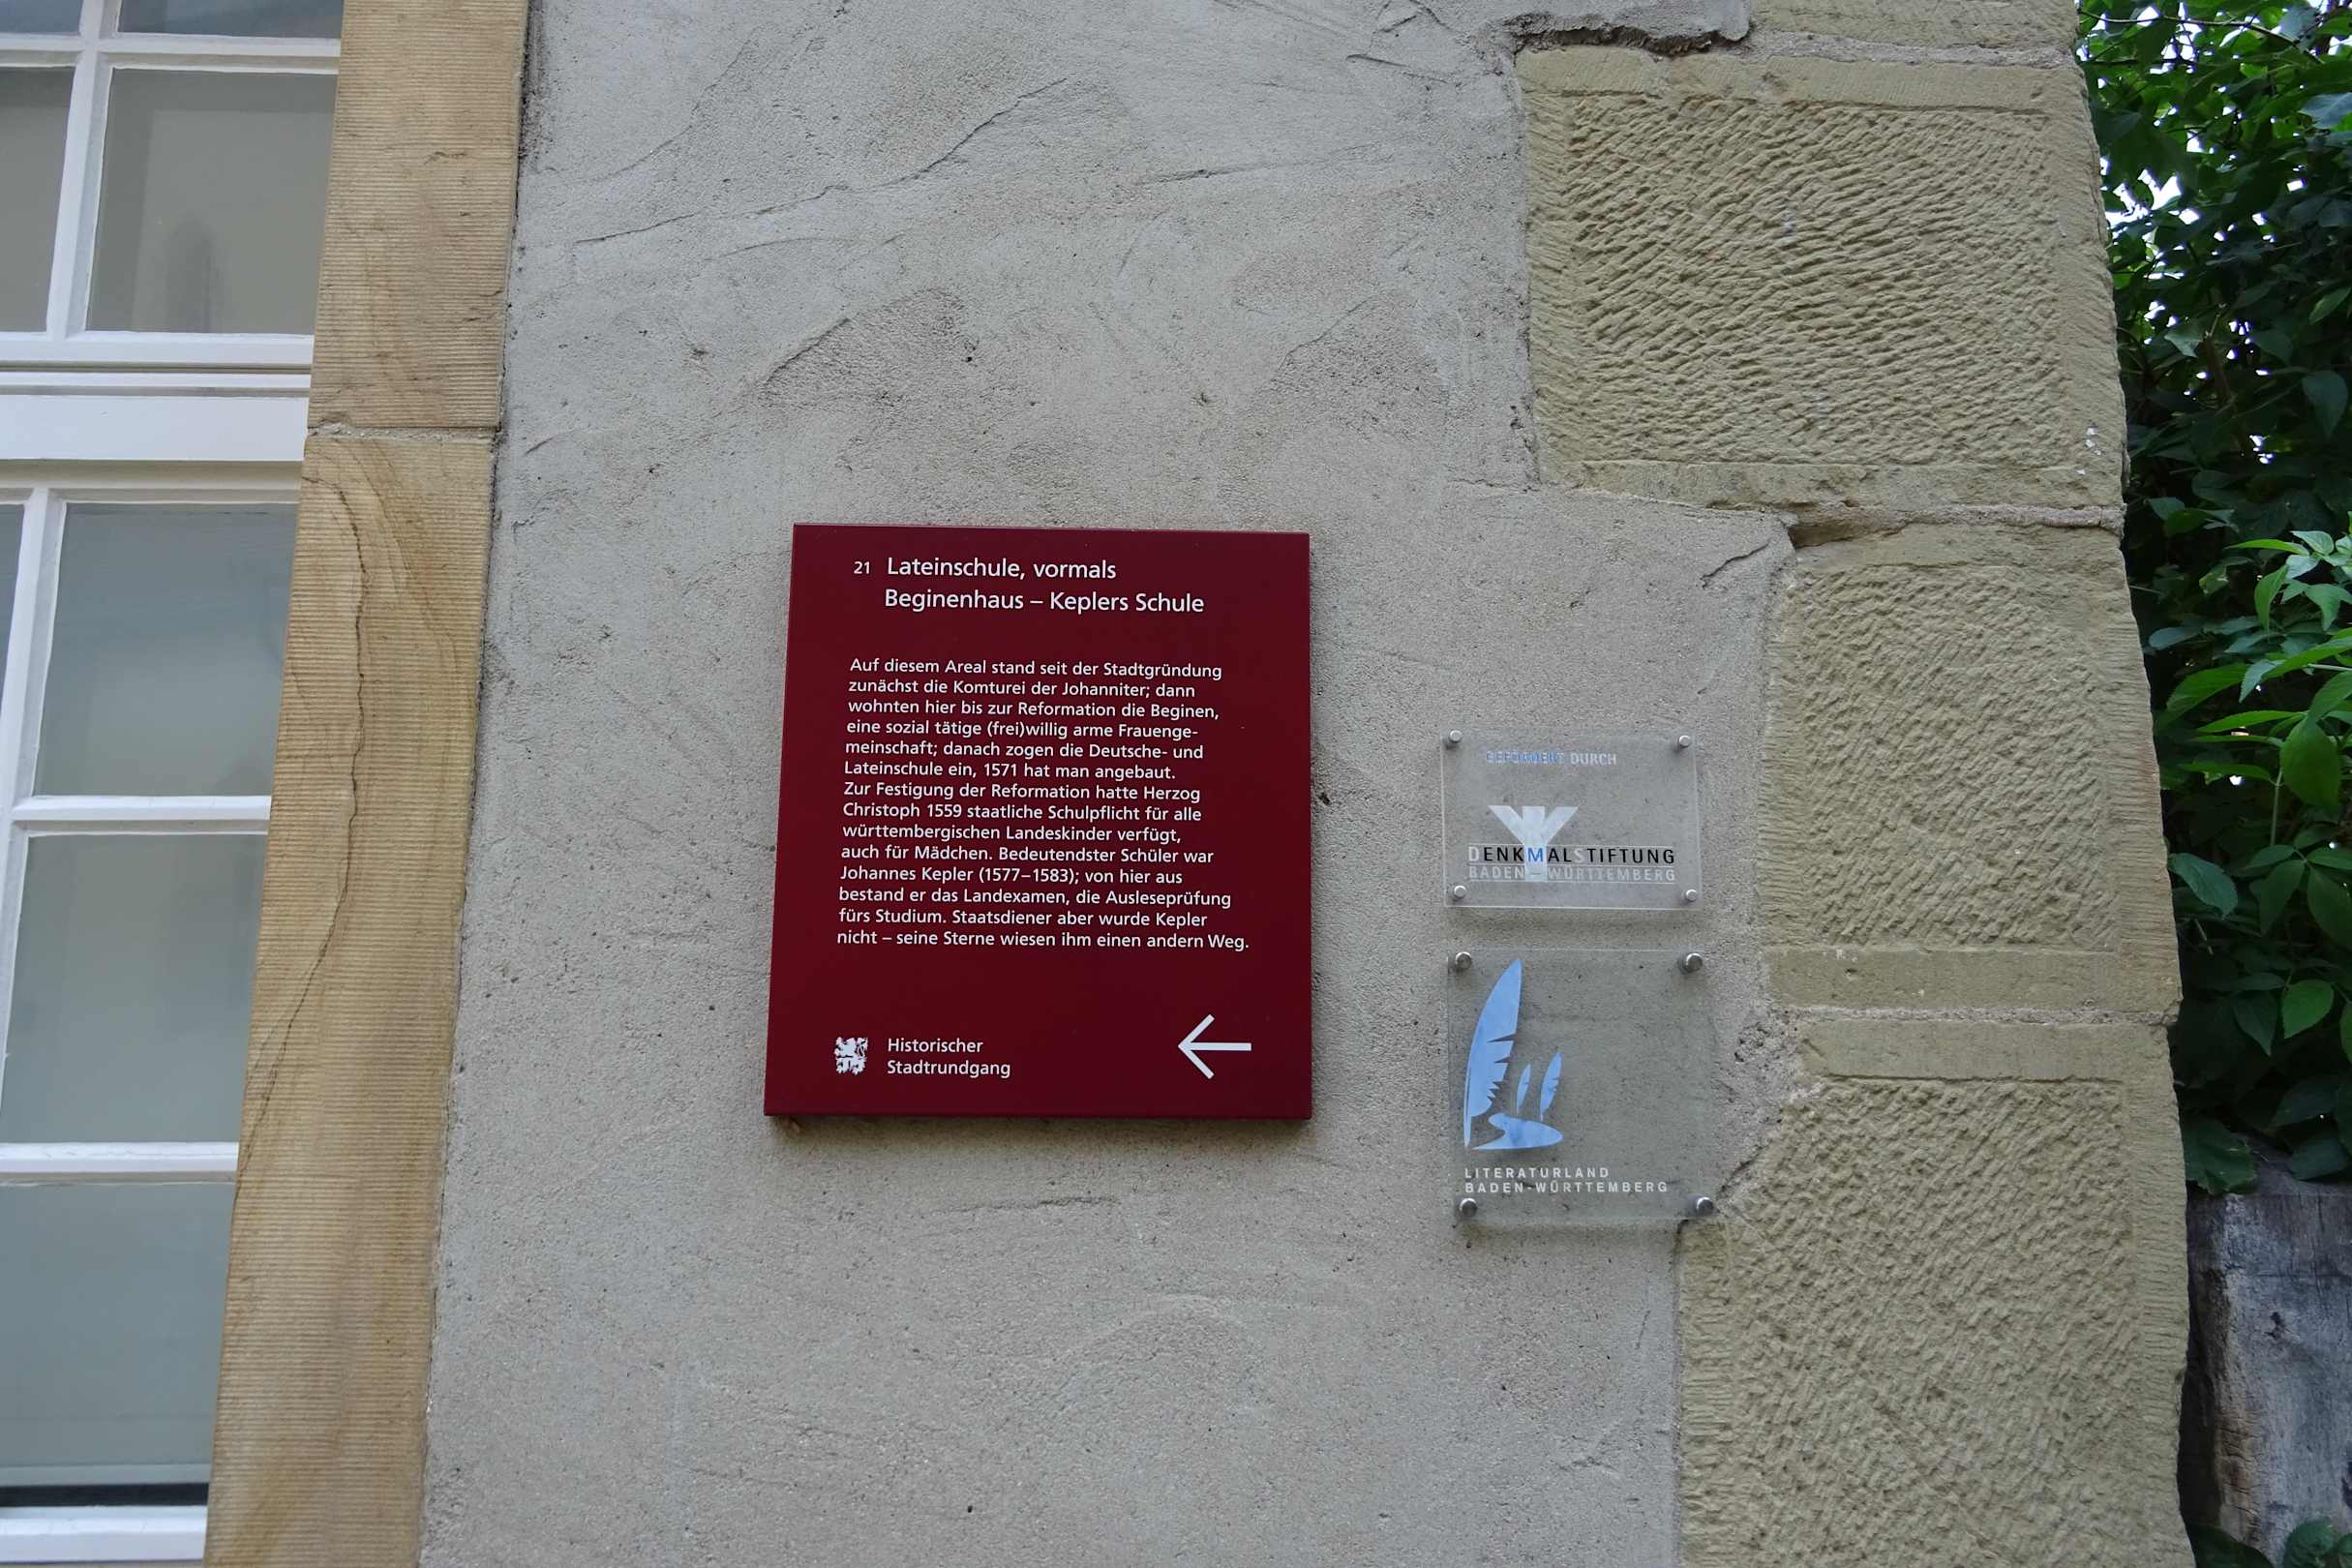 21 Lateinschule, vormals
Beginenhaus – Keplers Schule
Auf diesem Areal stand seit der Stadtgründung
zunächst die Komturei der Johanniter; dann
wohnten hier bis zur Reformation die Beginen,
eine sozial tätige (frei)willig arme Frauenge-
meinschaft; danach zogen die Deutsche- und
Lateinschule ein, 1571 hat man angebaut.
Zur Festigung der Reformation hatte Herzog
Christoph 1559 staatliche Schulpflicht für alle
württembergischen Landeskinder verfügt,
auch für Mädchen. Bedeutendster Schüler war
Johannes Kepler (1577–1583); von hier aus
bestand er das Landexamen, die Ausleseprüfung
fürs Studium. Staatsdiener aber wurde Kepler
nicht – seine Sterne wiesen ihm einen andern Weg.
Historischer
Stadtrundgang
GEFÖRDERT DURCH
DENKMALSTIFTUNG
BADEN–WÜRTTEMBERG
LITERATURLAND
BADEN-WÜRTTEMBERG